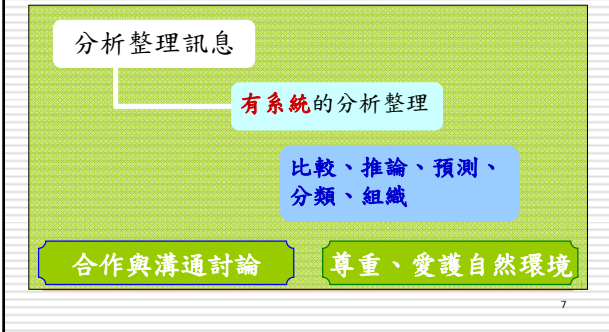 分析整理訊息
有系統的分析整理
比較、推論、預測、
分類、組織
合作與溝通討論
尊重、愛護自然環境
7